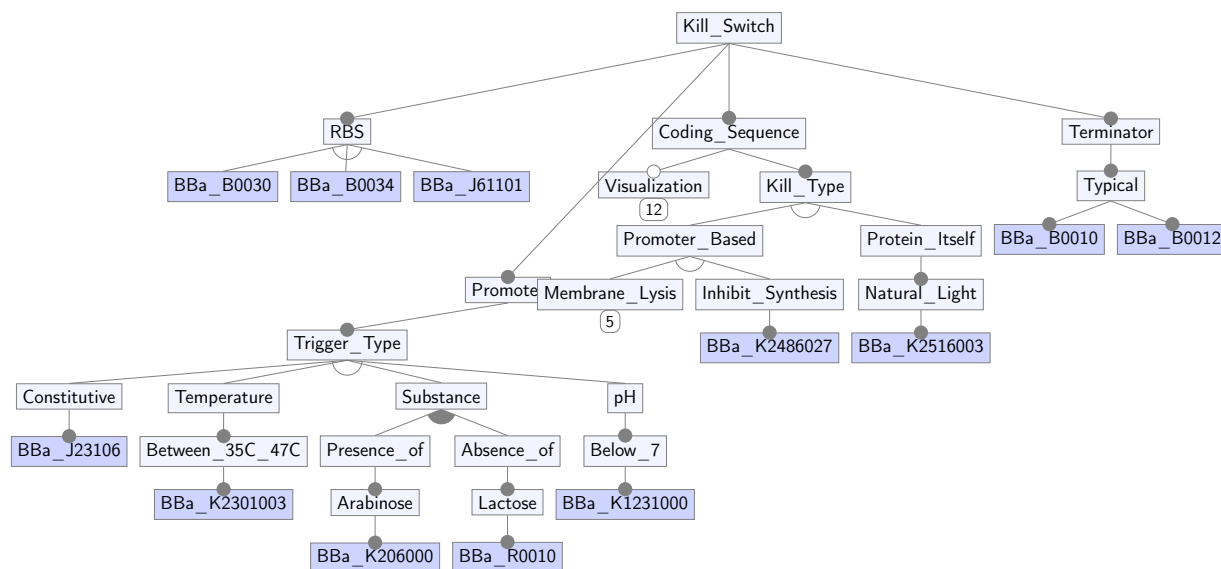 Kill_Switch
RBS
Coding_Sequence
Terminator
BBa_B0030
BBa_B0034
BBa_J61101
Visualization
Kill_Type
Typical
12
Promoter_Based
Protein_Itself
BBa_B0010
BBa_B0012
Promoter
Membrane_Lysis
Inhibit_Synthesis
Natural_Light
5
Trigger_Type
BBa_K2486027
BBa_K2516003
Constitutive
Temperature
Substance
pH
BBa_J23106
Between_35C_47C
Presence_of
Absence_of
Below_7
BBa_K2301003
Arabinose
Lactose
BBa_K1231000
BBa_K206000
BBa_R0010